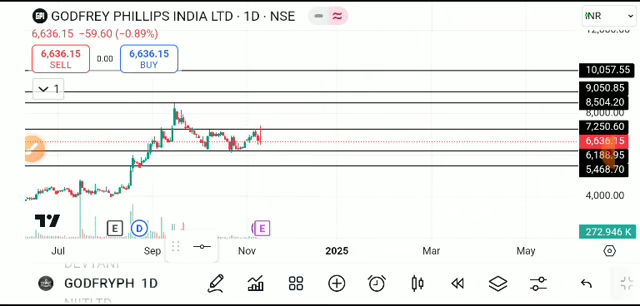 GPI GODFREY PHILLIPS INDIA LTD · 1D · NSE
INR
6,636.15 −59.60 (−0.89%)
12,000.00
6,636.15 SELL
0.00
6,636.15 BUY
1
10,057.55
9,050.85
8,504.20
8,000.00
7,250.60
6,636.15
6,188.95
5,468.70
4,000.00
272.946 K
E
D
E
Jul
Sep
Nov
2025
Mar
May
DEVYANI
GODFRYPH 1D